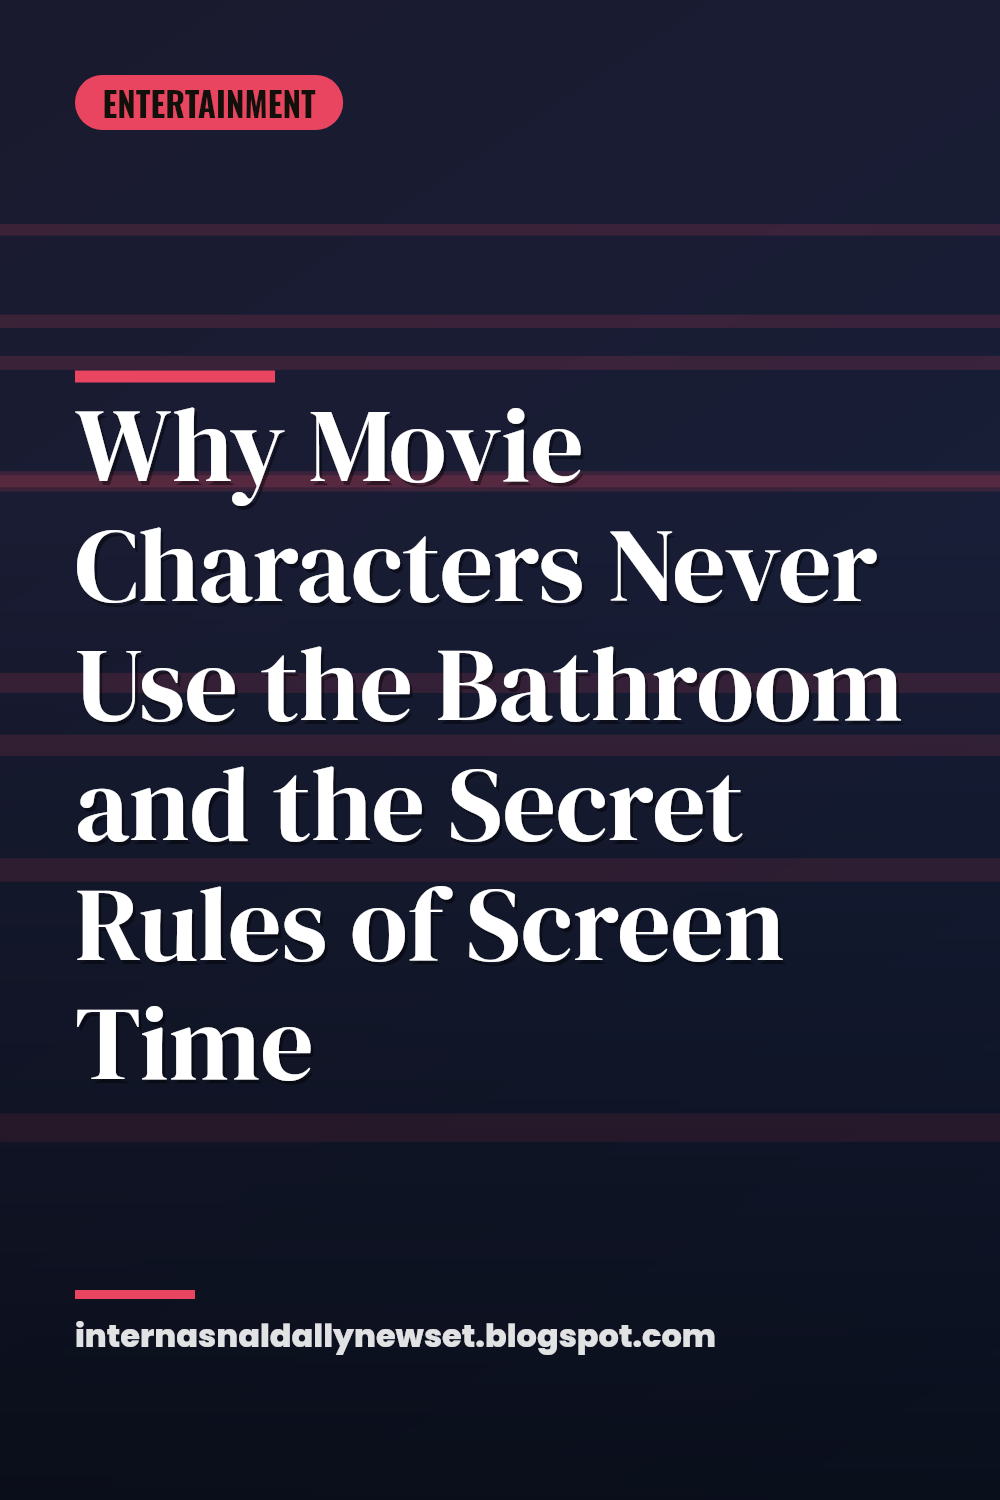 ENTERTAINMENT
Why Movie
Characters Never
Use the Bathroom
and the Secret
Rules of Screen
Time
internasnaldallynewset.blogspot.com